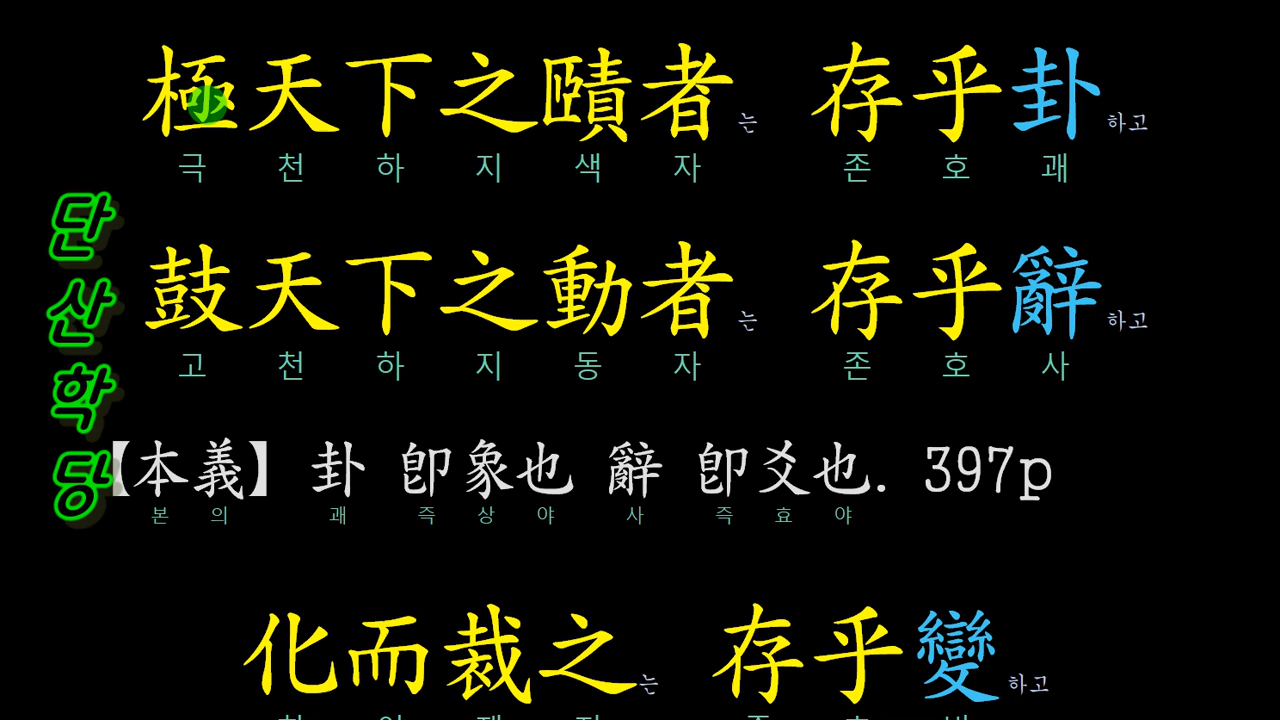 極天下之賾者는 存乎卦하고
극 천 하 지 색 자 존 호 괘
鼓天下之動者는 存乎辭하고
고 천 하 지 동 자 존 호 사
【本義】 卦 卽象也 辭 卽爻也. 397p
본 의 괘 즉 상 야 사 즉 효 야
化而裁之는 存乎變하고
단산학당